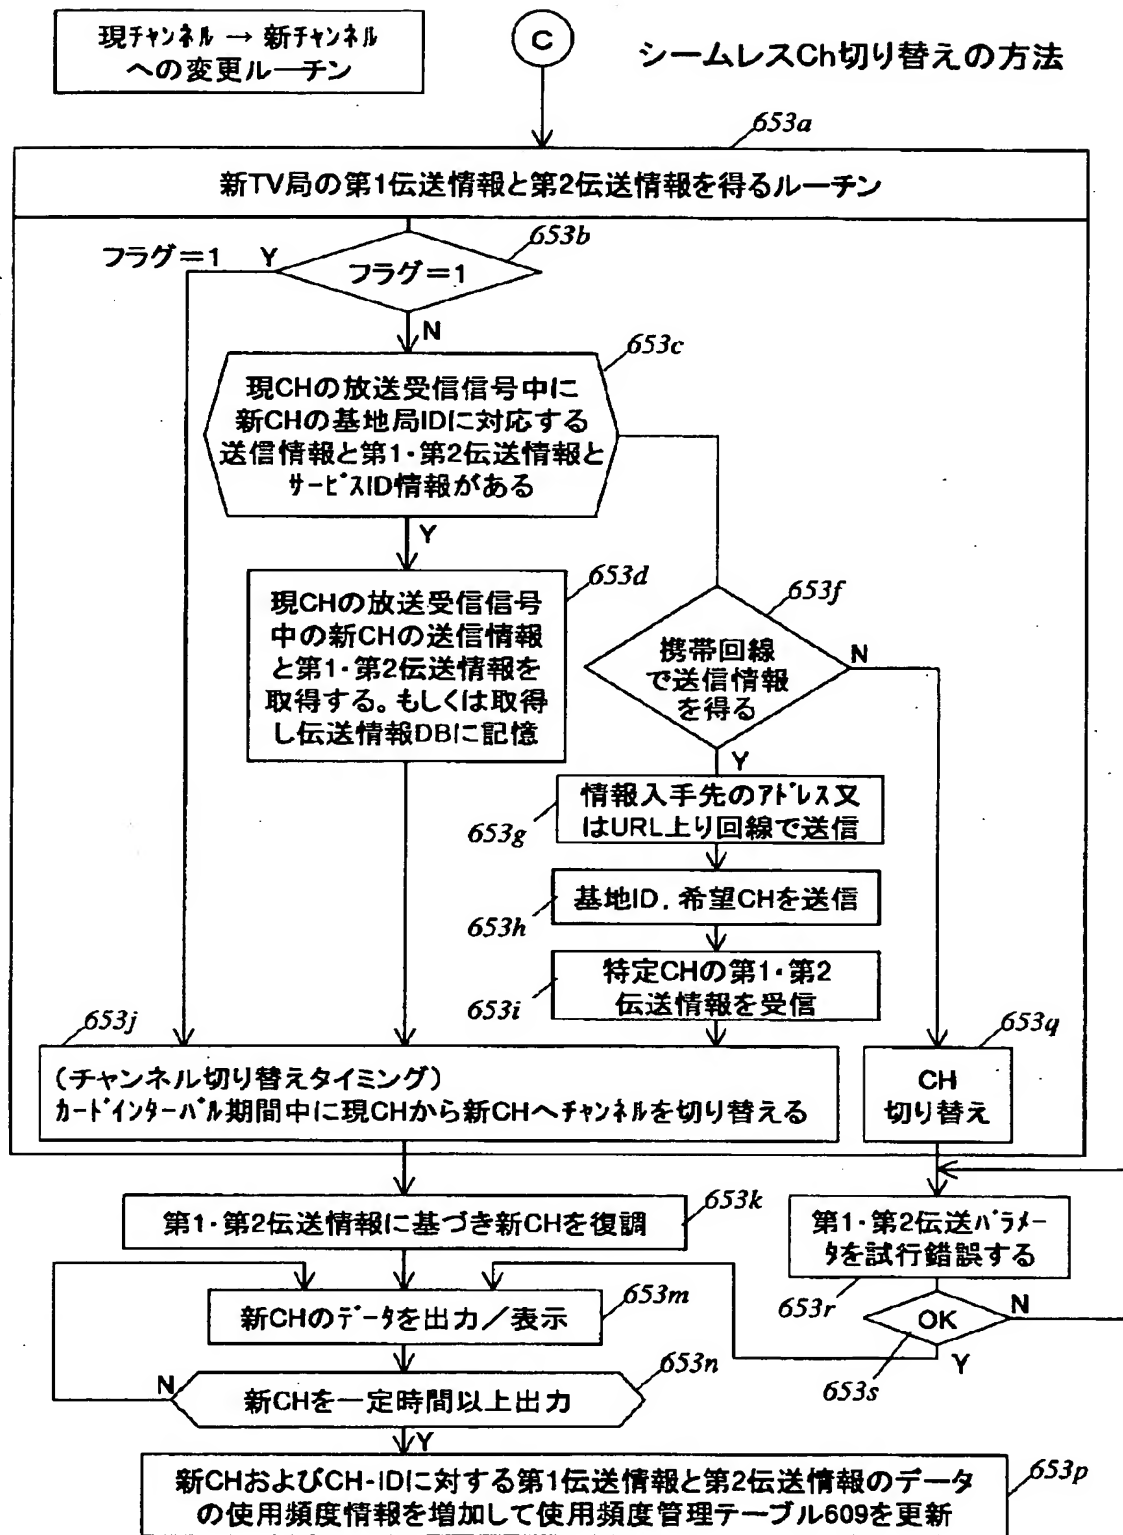 現ﾁｬﾝﾈﾙ → 新ﾁｬﾝﾈﾙ
への変更ルーチン
C
シームレスCh切り替えの方法
653a
新TV局の第1伝送情報と第2伝送情報を得るルーチン
653b
フラグ＝1
Y
フラグ＝1
N
653c
現CHの放送受信信号中に
新CHの基地局IDに対応する
送信情報と第1･第2伝送情報と
ｻｰﾋﾞｽID情報がある
Y
653d
現CHの放送受信信号
中の新CHの送信情報
と第1･第2伝送情報を
取得する。もしくは取得
し伝送情報DBに記憶
653f
携帯回線
で送信情報
を得る
N
Y
情報入手先のｱﾄﾞﾚｽ又
はURL上り回線で送信
653g
基地ID，希望CHを送信
653h
特定CHの第1･第2
伝送情報を受信
653i
653j
(チャンネル切り替えタイミング)
ｶｰﾄﾞｲﾝﾀｰﾊﾞﾙ期間中に現CHから新CHへﾁｬﾝﾈﾙを切り替える
653q
CH
切り替え
第1･第2伝送情報に基づき新CHを復調
653k
第1･第2伝送ﾊﾟﾗﾒｰ
ﾀを試行錯誤する
653r
新CHのﾃﾞｰﾀを出力／表示
653m
OK
N
Y
653s
新CHを一定時間以上出力
653n
N
Y
新CHおよびCH-IDに対する第1伝送情報と第2伝送情報のデータ
の使用頻度情報を増加して使用頻度管理テーブル609を更新
653p